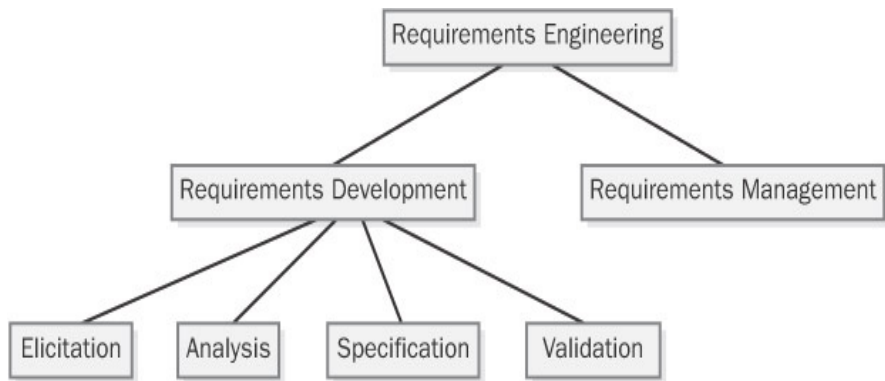 Requirements Engineering
Requirements Development
Requirements Management
Elicitation
Analysis
Specification
Validation